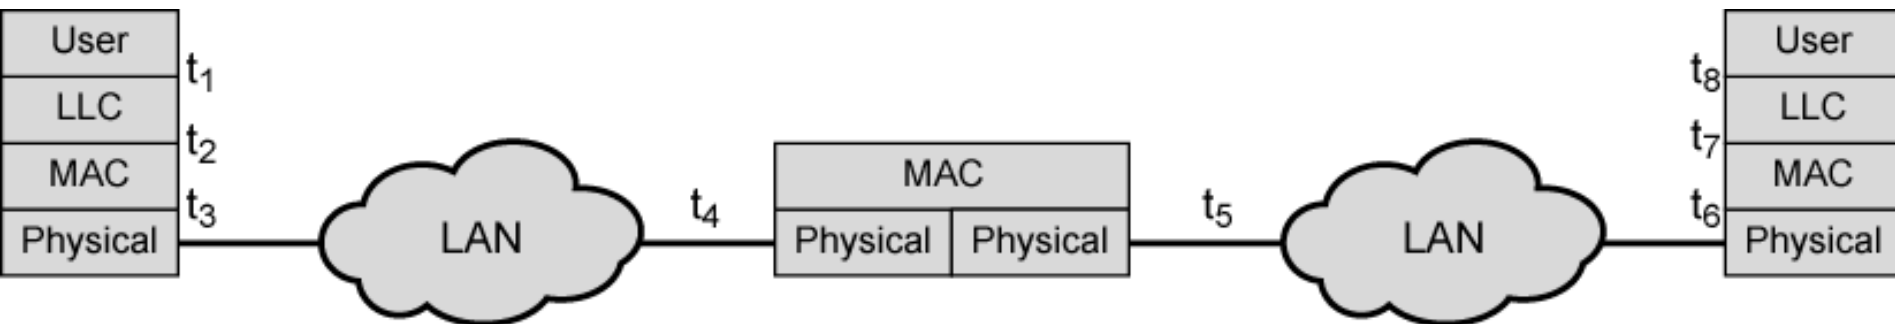 User
LLC
MAC
Physical
t1
t2
t3
LAN
t4
MAC
Physical Physical
t5
LAN
t8
t7
t6
User
LLC
MAC
Physical